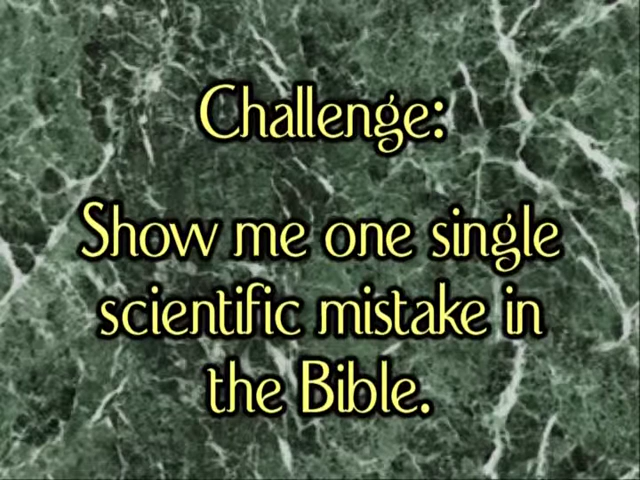 Challenge:
Show me one single
scientific mistake in
the Bible.